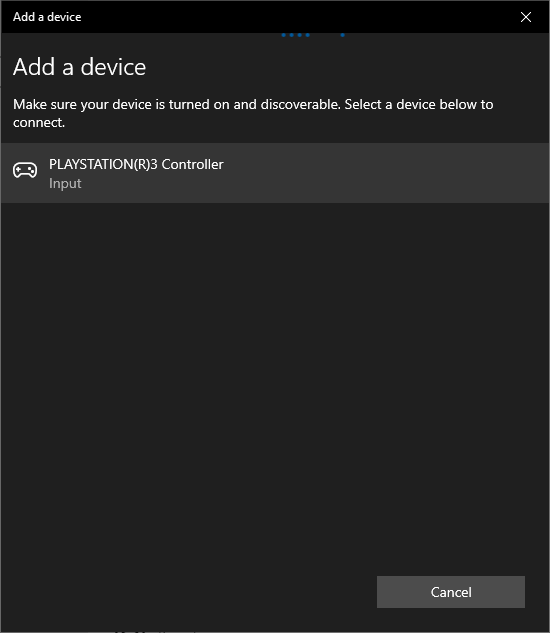 Add a device
Add a device
Make sure your device is turned on and discoverable. Select a device below to
connect.
PLAYSTATION(R)3 Controller
Input
Cancel